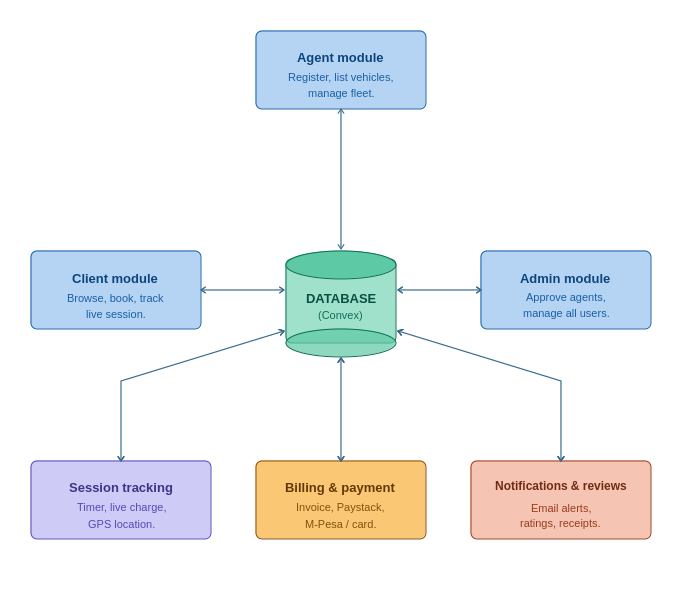 Agent module
Register, list vehicles,
manage fleet.
Client module
Browse, book, track
live session.
DATABASE
(Convex)
Admin module
Approve agents,
manage all users.
Session tracking
Timer, live charge,
GPS location.
Billing & payment
Invoice, Paystack,
M-Pesa / card.
Notifications & reviews
Email alerts,
ratings, receipts.